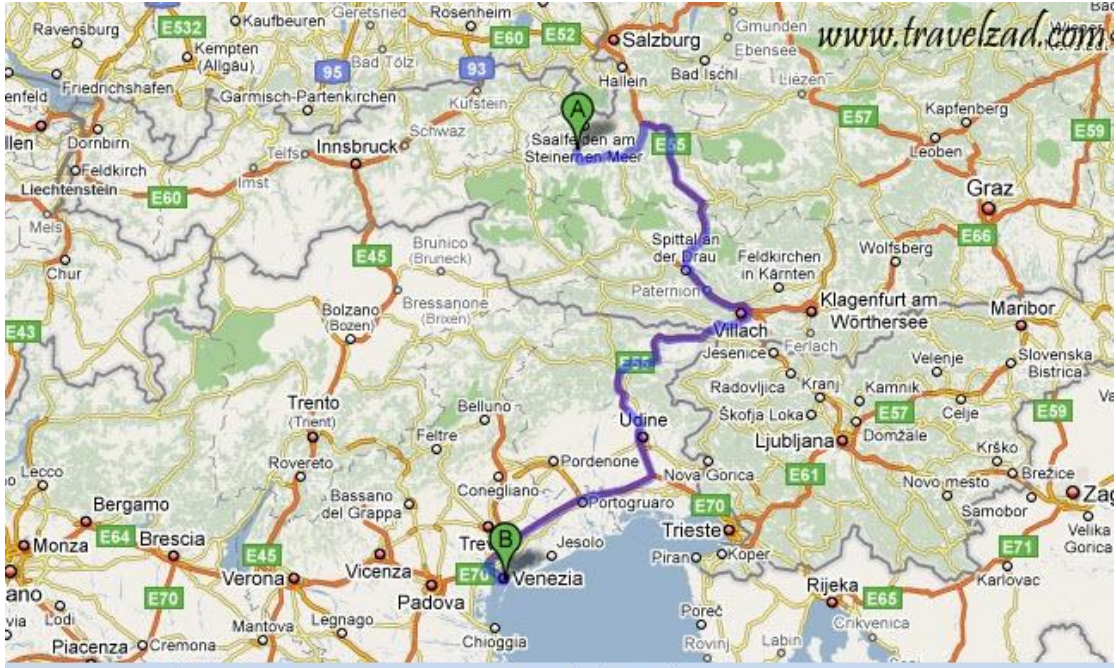 Ravensburg
E532
Kaufbeuren
Geretsried
Rosenheim
E60
E52
Salzburg
Gmunden
Ebensee
www.travelzad.com
Kempten
(Allgäu)
95
Bad Tölz
93
Hallein
Bad Ischl
Liezen
Friedrichshafen
Garmisch-Partenkirchen
Kufstein
A
Kapfenberg
E57
E59
Dornbirn
Schwaz
Saalfelden am
Steinernen Meer
E55
Leoben
Feldkirch
Telfs
Innsbruck
Liechtenstein
E60
Imst
Graz
Mels
E66
Chur
E45
Brunico
(Bruneck)
Spittal an
der Drau
Feldkirchen
in Kärnten
Wolfsberg
Bressanone
(Brixen)
Paternion
Klagenfurt am
Wörthersee
Maribor
E43
Bolzano
(Bozen)
Villach
Ferlach
E55
Jesenice
Velenje
Slovenska
Bistrica
Radovljica
Kranj
Kamnik
Trento
(Trient)
Belluno
Škofja Loka
E57
Celje
E59
Feltre
Udine
Ljubljana
Domžale
Krško
Lecco
Rovereto
Pordenone
Nova Gorica
E61
Brežice
Bergamo
Bassano
del Grappa
Conegliano
Portogruaro
E70
Novo mesto
Samobor
Monza
E64
Brescia
E45
B
Jesolo
Trieste
Velika
Gorica
Piran
Koper
E71
Verona
Vicenza
E70
Venezia
Karlovac
E70
Padova
Rijeka
E65
Lodi
Mantova
Legnago
Chioggia
Poreč
Crikvenica
Piacenza
Cremona
Rovinj
Labin